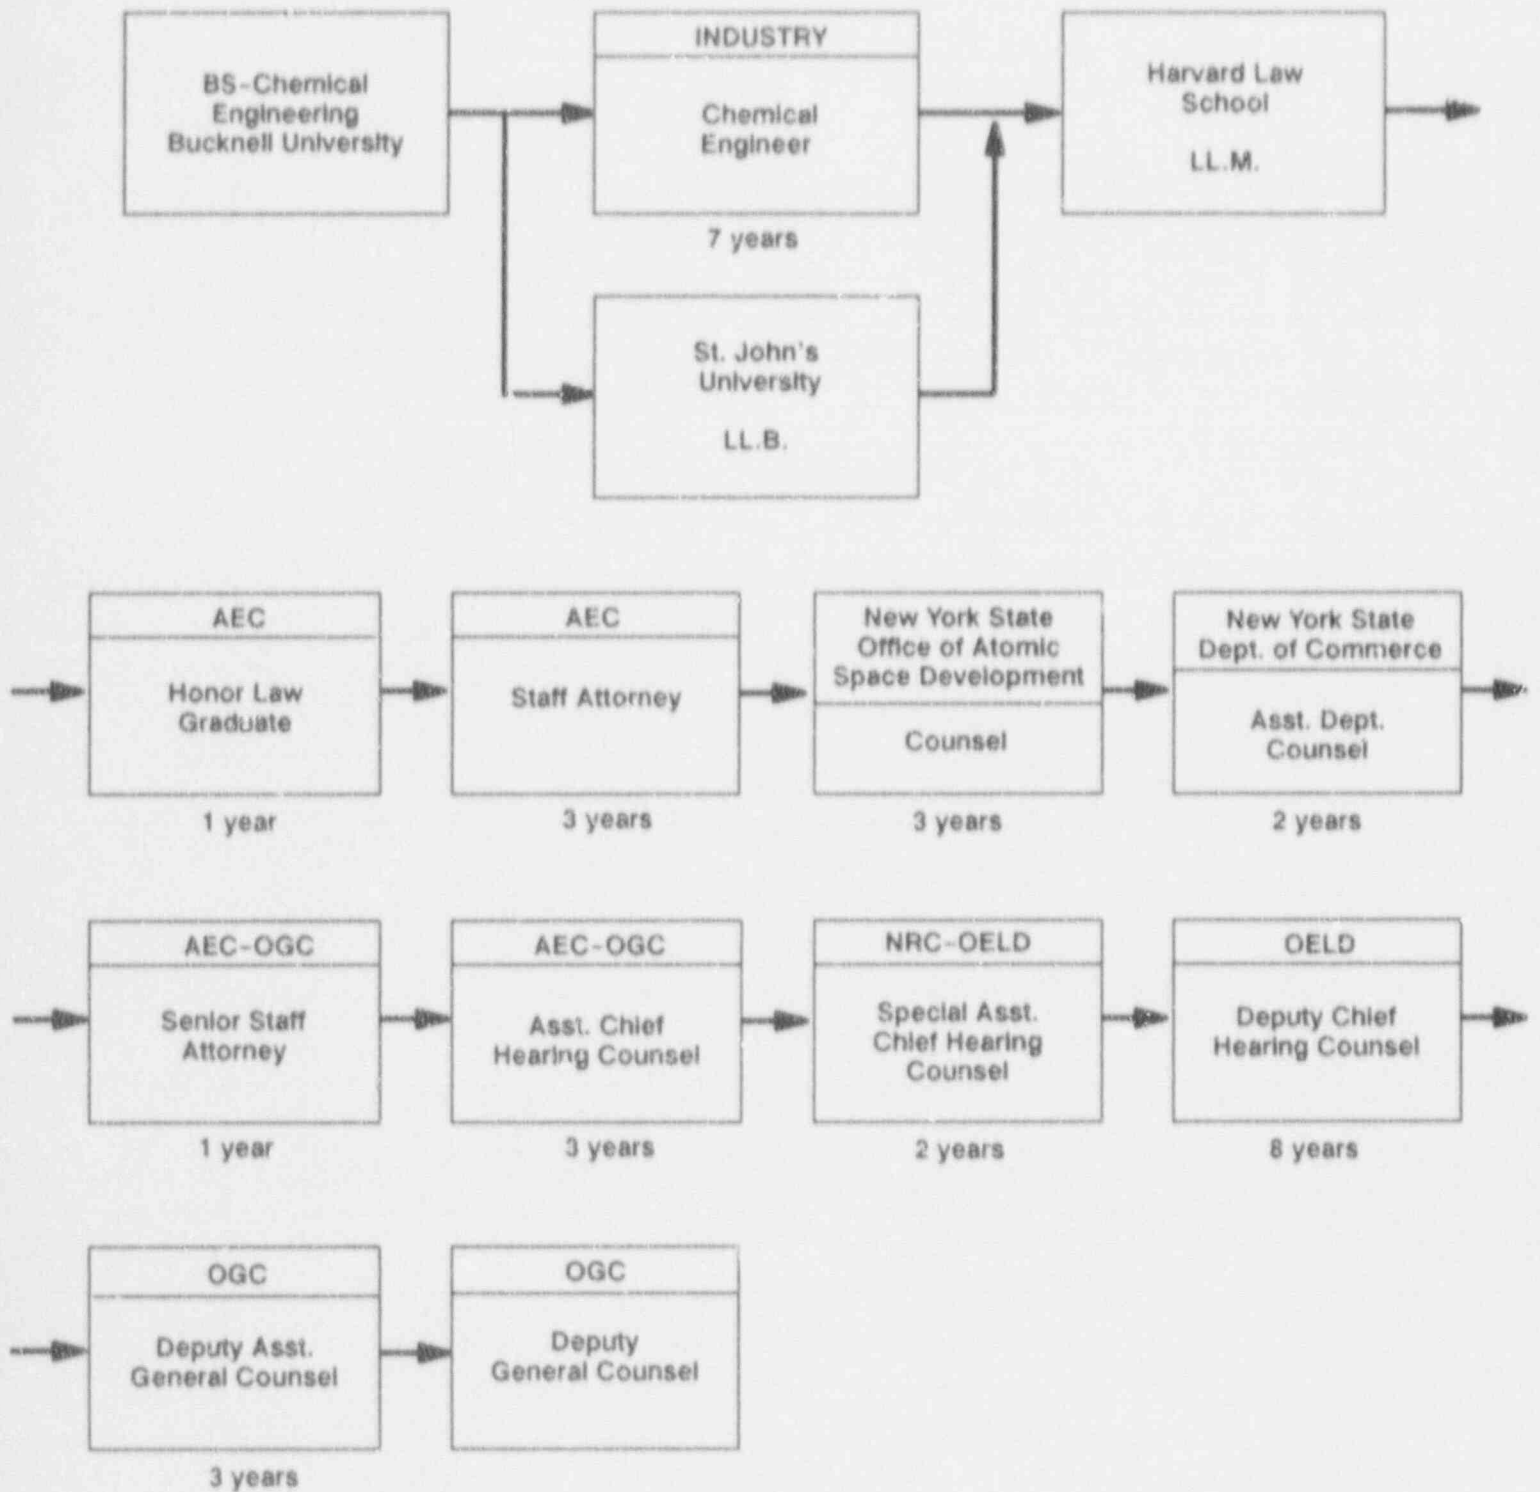 BS-Chemical
Engineering
Bucknell University
INDUSTRY
Chemical
Engineer
7 years
Harvard Law
School
LL.M.
St. John's
University
LL.B.
AEC
Honor Law
Graduate
1 year
AEC
Staff Attorney
3 years
New York State
Office of Atomic
Space Development
Counsel
3 years
New York State
Dept. of Commerce
Asst. Dept.
Counsel
2 years
AEC-OGC
Senior Staff
Attorney
1 year
AEC-OGC
Asst. Chief
Hearing Counsel
3 years
NRC-OELD
Special Asst.
Chief Hearing
Counsel
2 years
OELD
Deputy Chief
Hearing Counsel
8 years
OGC
Deputy Asst.
General Counsel
3 years
OGC
Deputy
General Counsel